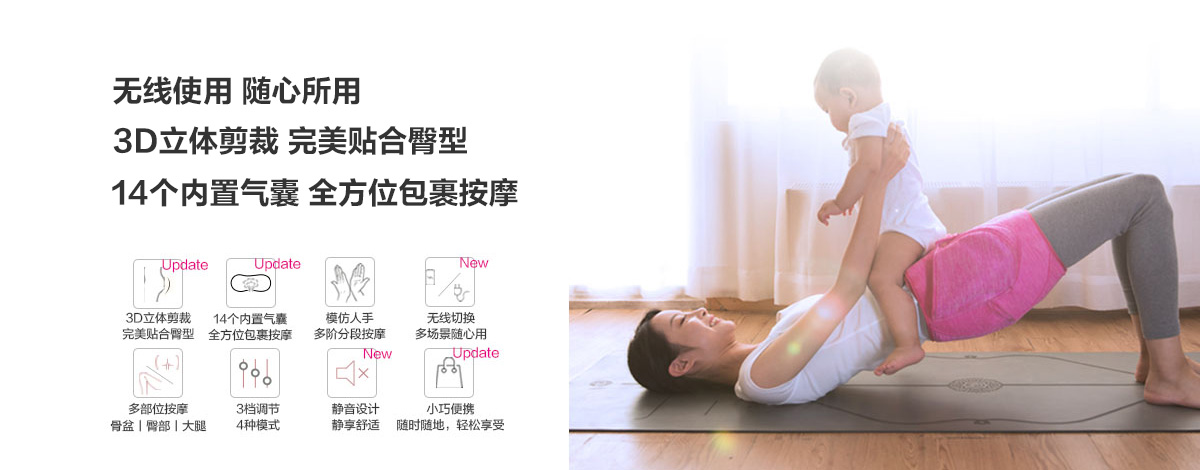 无线使用 随心所用
3D立体剪裁 完美贴合臀型
14个内置气囊 全方位包裹按摩
Update
3D立体剪裁
完美贴合臀型
Update
14个内置气囊
全方位包裹按摩
模仿人手
多阶分段按摩
New
无线切换
多场景随心用
多部位按摩
骨盆丨臀部丨大腿
3档调节
4种模式
New
静音设计
静享舒适
Update
小巧便携
随时随地，轻松享受